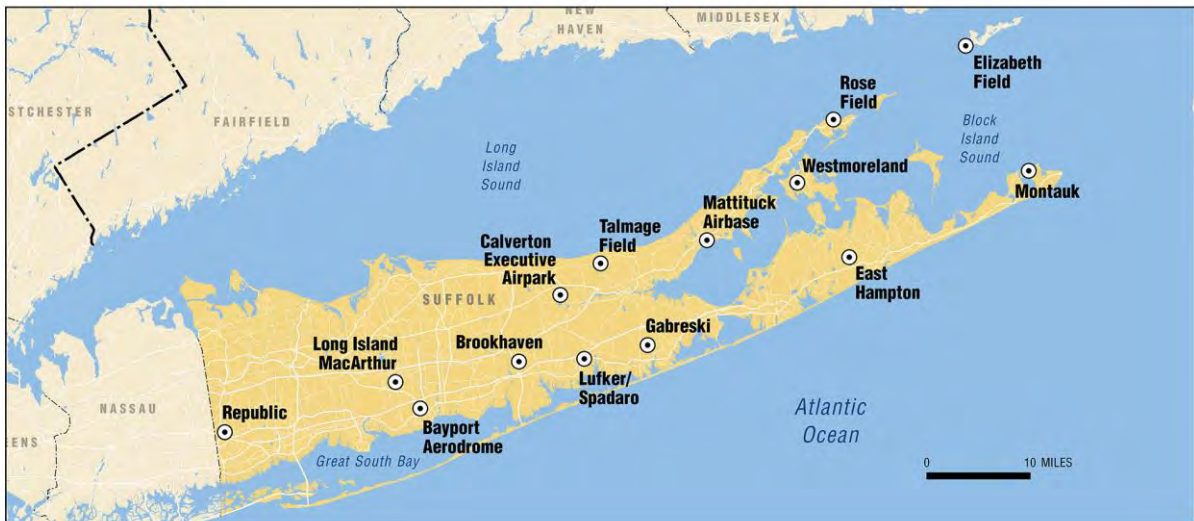 NEW
HAVEN
MIDDLESEX
Elizabeth
Field
STCHESTER
FAIRFIELD
Rose
Field
Block
Island
Sound
Long
Island
Sound
Westmoreland
Montauk
Mattituck
Airbase
Talmage
Field
Calverton
Executive
Airpark
East
Hampton
SUFFOLK
Gabreski
Brookhaven
Long Island
MacArthur
Lufker/
Spadaro
NASSAU
Republic
Bayport
Aerodrome
Atlantic
Ocean
EENS
Great South Bay
0 10 MILES